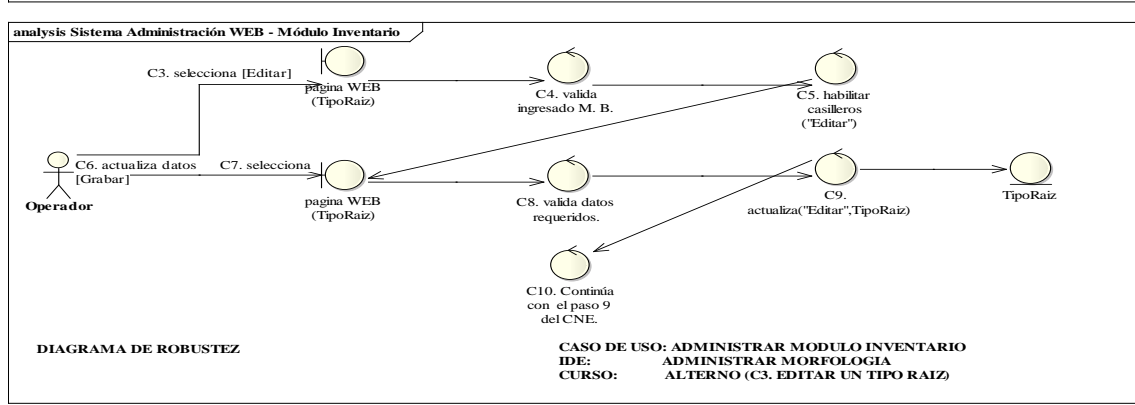 analysis Sistema Administración WEB - Módulo Inventario
C3. selecciona [Editar]
pagina WEB
(TipoRaiz)
C4. valida
ingresado M. B.
C5. habilitar
casilleros
("Editar")
C6. actualiza datos
C7. selecciona
[Grabar]
Operador
pagina WEB
(TipoRaiz)
C8. valida datos
requeridos.
C9.
actualiza("Editar",TipoRaiz)
TipoRaiz
C10. Continúa
con el paso 9
del CNE.
DIAGRAMA DE ROBUSTEZ
CASO DE USO: ADMINISTRAR MODULO INVENTARIO
IDE: ADMINISTRAR MORFOLOGIA
CURSO: ALTERNO (C3. EDITAR UN TIPO RAIZ)